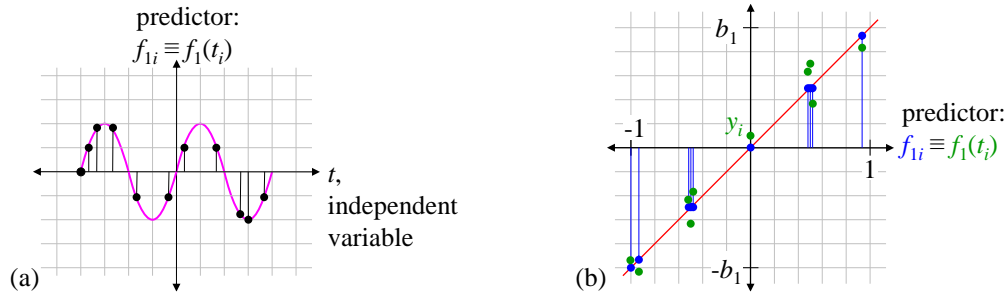 predictor:
f₁ᵢ ≡ f₁(tᵢ)
t,
independent
variable
(a)
b₁
-1
yᵢ
1
predictor:
f₁ᵢ ≡ f₁(tᵢ)
-b₁
(b)